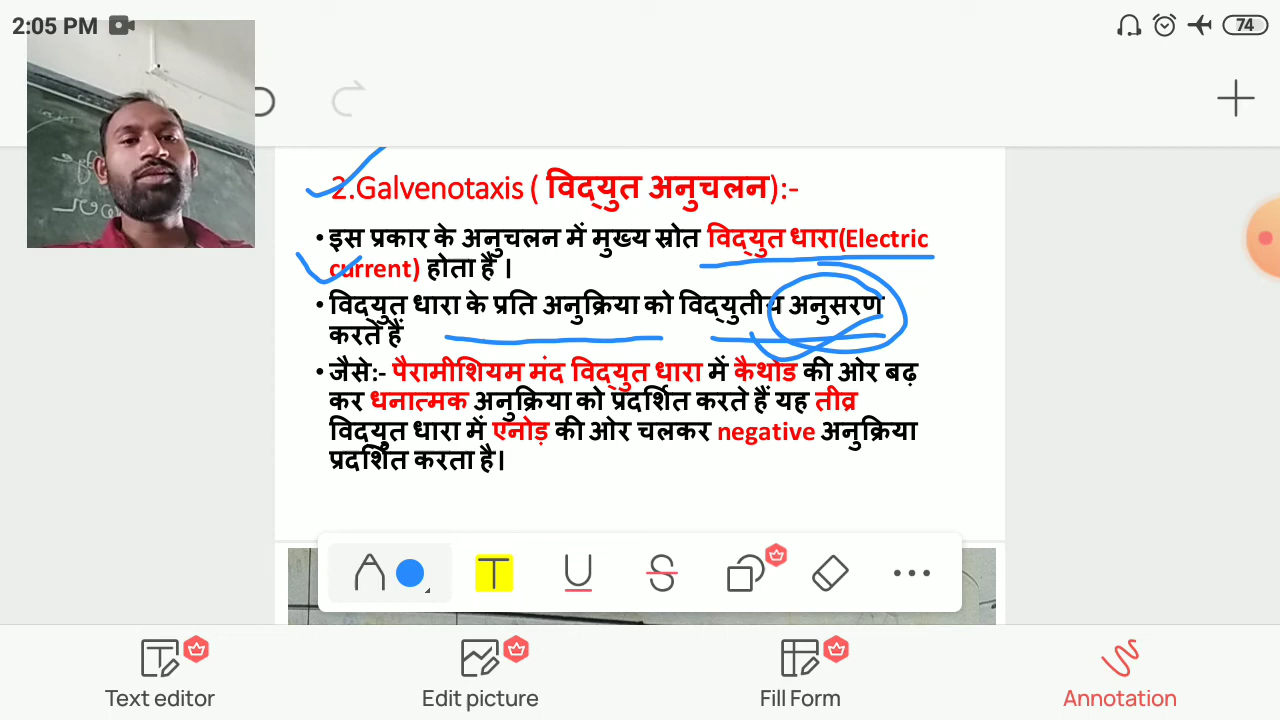 2:05 PM
74
2.Galvenotaxis ( विद्युत अनुचलन):-
• इस प्रकार के अनुचलन में मुख्य स्रोत विद्युत धारा(Electric
current) होता है ।
• विद्युत धारा के प्रति अनुक्रिया को विद्युतीय अनुसरण
करते हैं
• जैसे:- पैरामीशियम मंद विद्युत धारा में कैथोड की ओर बढ़
कर धनात्मक अनुक्रिया को प्रदर्शित करते हैं यह तीव्र
विद्युत धारा में एनोड़ की ओर चलकर negative अनुक्रिया
प्रदर्शित करता है।
T
U
S
Text editor
Edit picture
Fill Form
Annotation